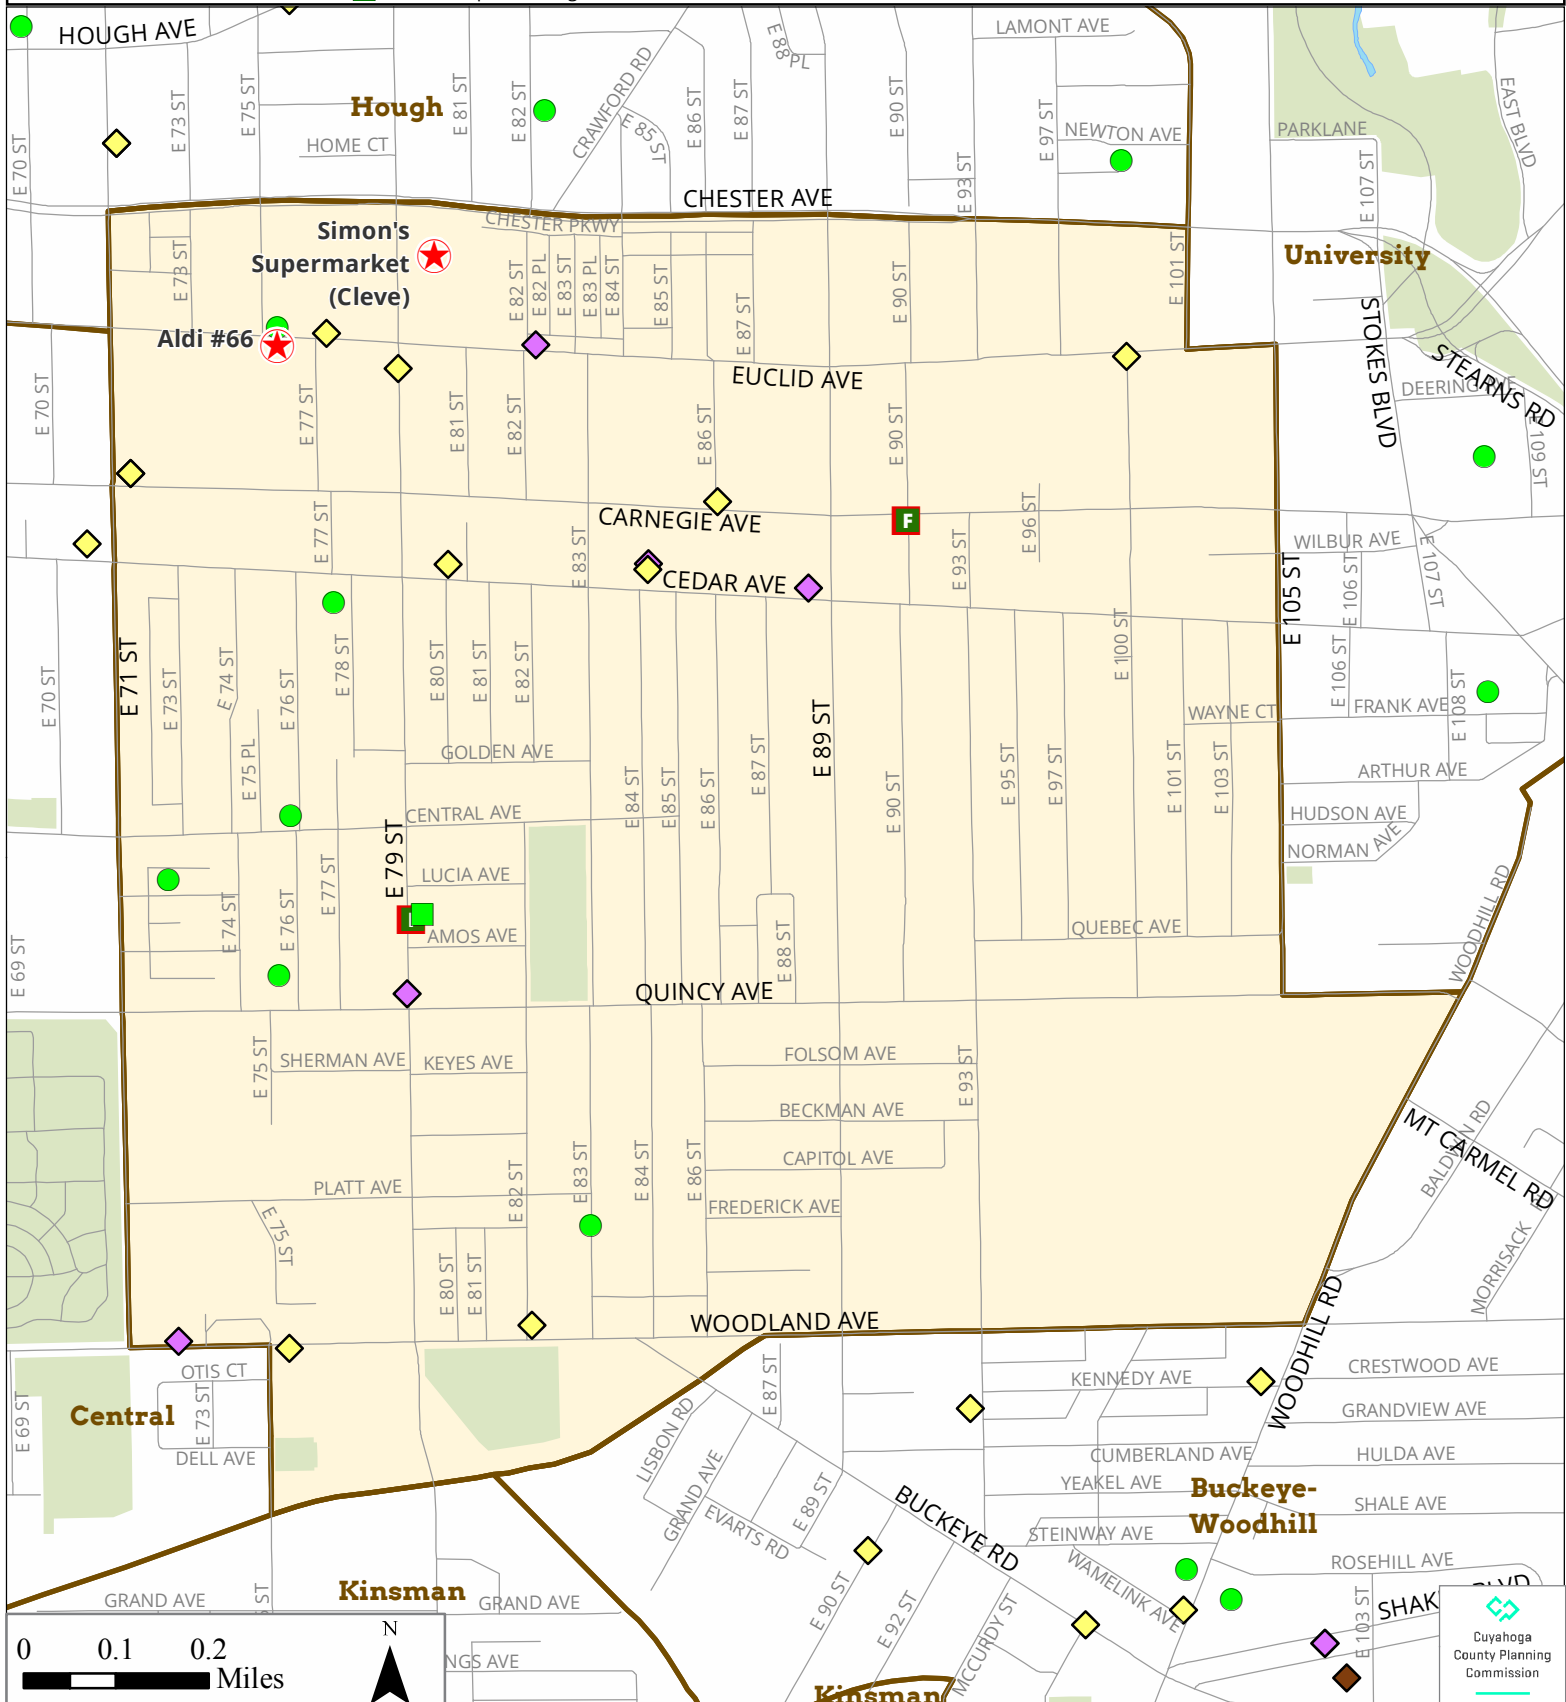 HOUGH AVE
LAMONT AVE
E 88 PL
E 73 ST
E 75 ST
Hough
E 81 ST
E 82 ST
CRAWFORD RD
E 85 ST
E 86 ST
E 87 ST
E 90 ST
E 97 ST
NEWTON AVE
PARKLANE
EAST BLVD
HOME CT
E 70 ST
E 93 ST
E 107 ST
CHESTER AVE
CHESTER PKWY
Simon's
Supermarket
(Cleve)
E 73 ST
E 82 ST
E 82 PL
E 83 ST
E 83 PL
E 84 ST
E 85 ST
E 87 ST
E 90 ST
E 101 ST
University
Aldi #66
STOKES BLVD
STEARNS RD
DEERING AVE
EUCLID AVE
E 70 ST
E 77 ST
E 81 ST
E 82 ST
E 86 ST
E 90 ST
E 109 ST
CARNEGIE AVE
F
E 77 ST
E 83 ST
E 93 ST
E 96 ST
WILBUR AVE
E 107 ST
E 106 ST
CEDAR AVE
E 105 ST
E 71 ST
E 70 ST
E 73 ST
E 74 ST
E 76 ST
E 78 ST
E 80 ST
E 81 ST
E 82 ST
E 100 ST
E 106 ST
E 108 ST
FRANK AVE
WAYNE CT
E 89 ST
GOLDEN AVE
E 75 PL
E 84 ST
E 85 ST
E 86 ST
E 87 ST
E 90 ST
E 95 ST
E 97 ST
E 101 ST
E 103 ST
ARTHUR AVE
HUDSON AVE
NORMAN AVE
CENTRAL AVE
E 79 ST
LUCIA AVE
E 77 ST
E 74 ST
E 76 ST
AMOS AVE
E 88 ST
QUEBEC AVE
WOODHILL RD
E 69 ST
QUINCY AVE
E 75 ST
SHERMAN AVE
KEYES AVE
FOLSOM AVE
E 93 ST
BECKMAN AVE
CAPITOL AVE
MT CARMEL RD
BALDWIN RD
E 82 ST
E 83 ST
E 84 ST
E 86 ST
PLATT AVE
FREDERICK AVE
E 75 ST
E 80 ST
E 81 ST
MORRISACK
WOODLAND AVE
WOODHILL RD
OTIS CT
E 73 ST
E 69 ST
Central
DELL AVE
E 87 ST
KENNEDY AVE
CRESTWOOD AVE
GRANDVIEW AVE
LISBON RD
GRAND AVE
CUMBERLAND AVE
HULDA AVE
YEAKEL AVE
Buckeye-
Woodhill
SHALE AVE
E 89 ST
EVARTS RD
BUCKEYE RD
STEINWAY AVE
WAMELINK AVE
ROSEHILL AVE
Kinsman
GRAND AVE
ST
GRAND AVE
E 90 ST
E 92 ST
MCCURDY ST
E 103 ST
SHAK BLVD
0 0.1 0.2
Miles
N
NGS AVE
Kinsman
Cuyahoga
County Planning
Commission